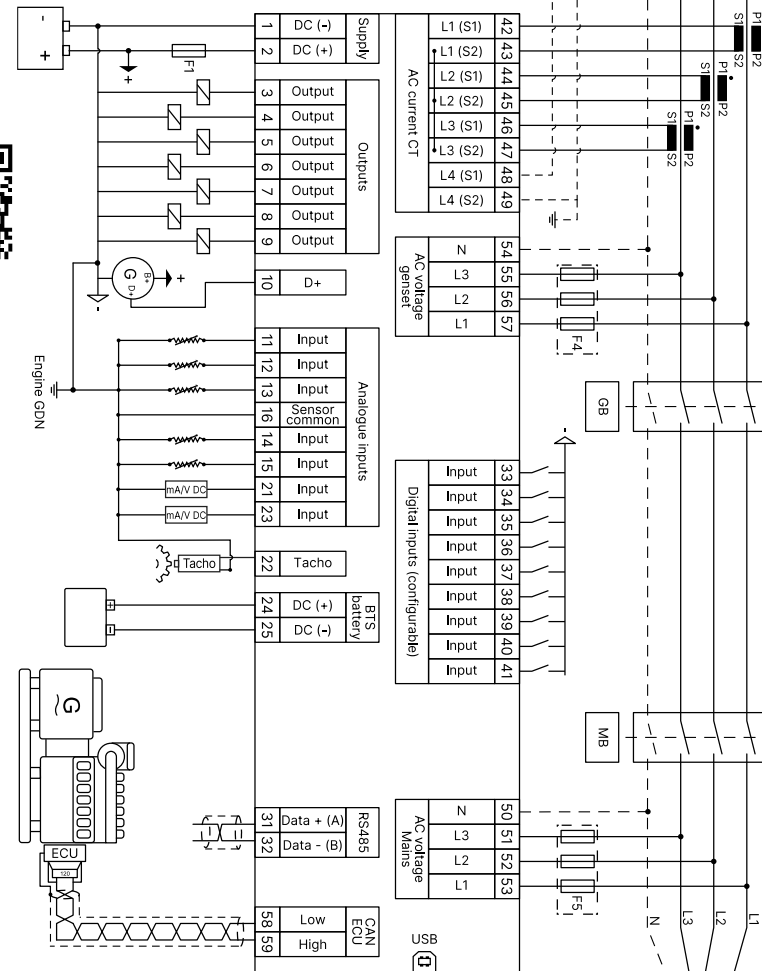 -
+
F1
+
1 DC (-)
2 DC (+)
Supply
3 Output
4 Output
5 Output
6 Output
7 Output
8 Output
9 Output
Outputs
G
B+
D+
+
-
10 D+
Engine GDN
11 Input
12 Input
13 Input
16 Sensor
common
14 Input
15 Input
mA/V DC
21 Input
mA/V DC
23 Input
Analogue inputs
Tacho
22 Tacho
+
-
24 DC (+)
25 DC (-)
BTS
battery
G
~
ECU
120
31 Data + (A)
32 Data - (B)
RS485
58 Low
59 High
CAN
ECU
AC current CT
L1 (S1) 42
L1 (S2) 43
L2 (S1) 44
L2 (S2) 45
L3 (S1) 46
L3 (S2) 47
L4 (S1) 48
L4 (S2) 49
S1 P1
S2 P2
S1 P1
S2 P2
S1 P1
S2 P2
AC voltage
genset
N 54
L3 55
L2 56
L1 57
F4
GB
-
Digital inputs (configurable)
Input 33
Input 34
Input 35
Input 36
Input 37
Input 38
Input 39
Input 40
Input 41
MB
AC voltage
Mains
N 50
L3 51
L2 52
L1 53
F5
N
L3
L2
L1
USB